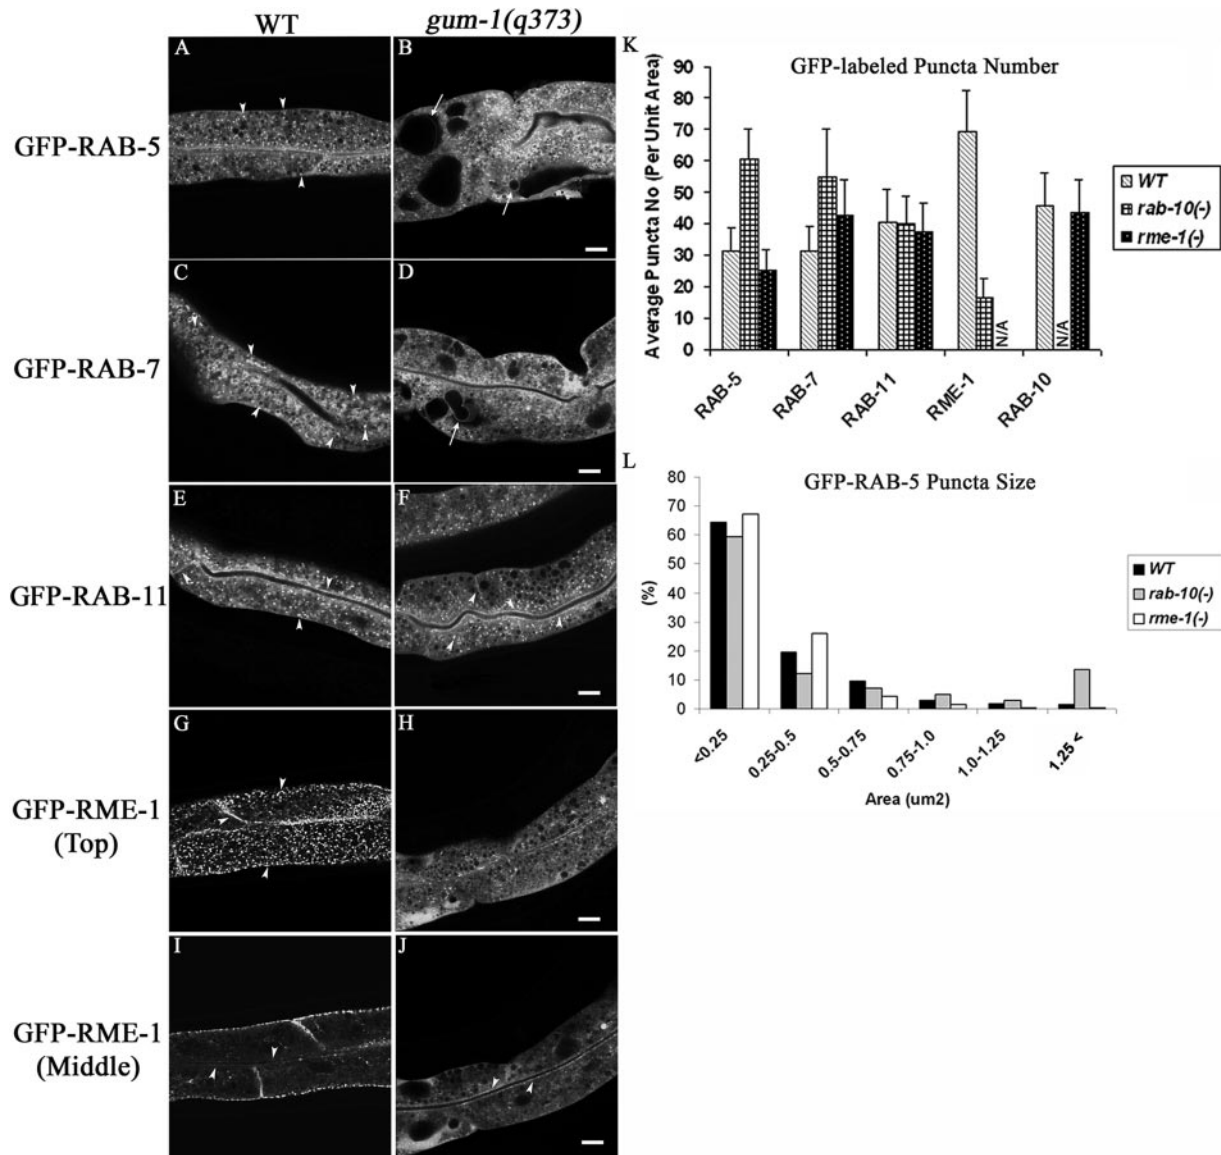 WT
gum-1(q373)
GFP-RAB-5
A
B
GFP-RAB-7
C
D
GFP-RAB-11
E
F
GFP-RME-1
(Top)
G
H
GFP-RME-1
(Middle)
I
J
K
GFP-labeled Puncta Number
Average Puncta No (Per Unit Area)
90
80
70
60
50
40
30
20
10
0
N/A
N/A
RAB-5
RAB-7
RAB-11
RME-1
RAB-10
WT
rab-10(-)
rme-1(-)
L
GFP-RAB-5 Puncta Size
(%)
80
70
60
50
40
30
20
10
0
<0.25
0.25-0.5
0.5-0.75
0.75-1.0
1.0-1.25
1.25 <
Area (um2)
WT
rab-10(-)
rme-1(-)